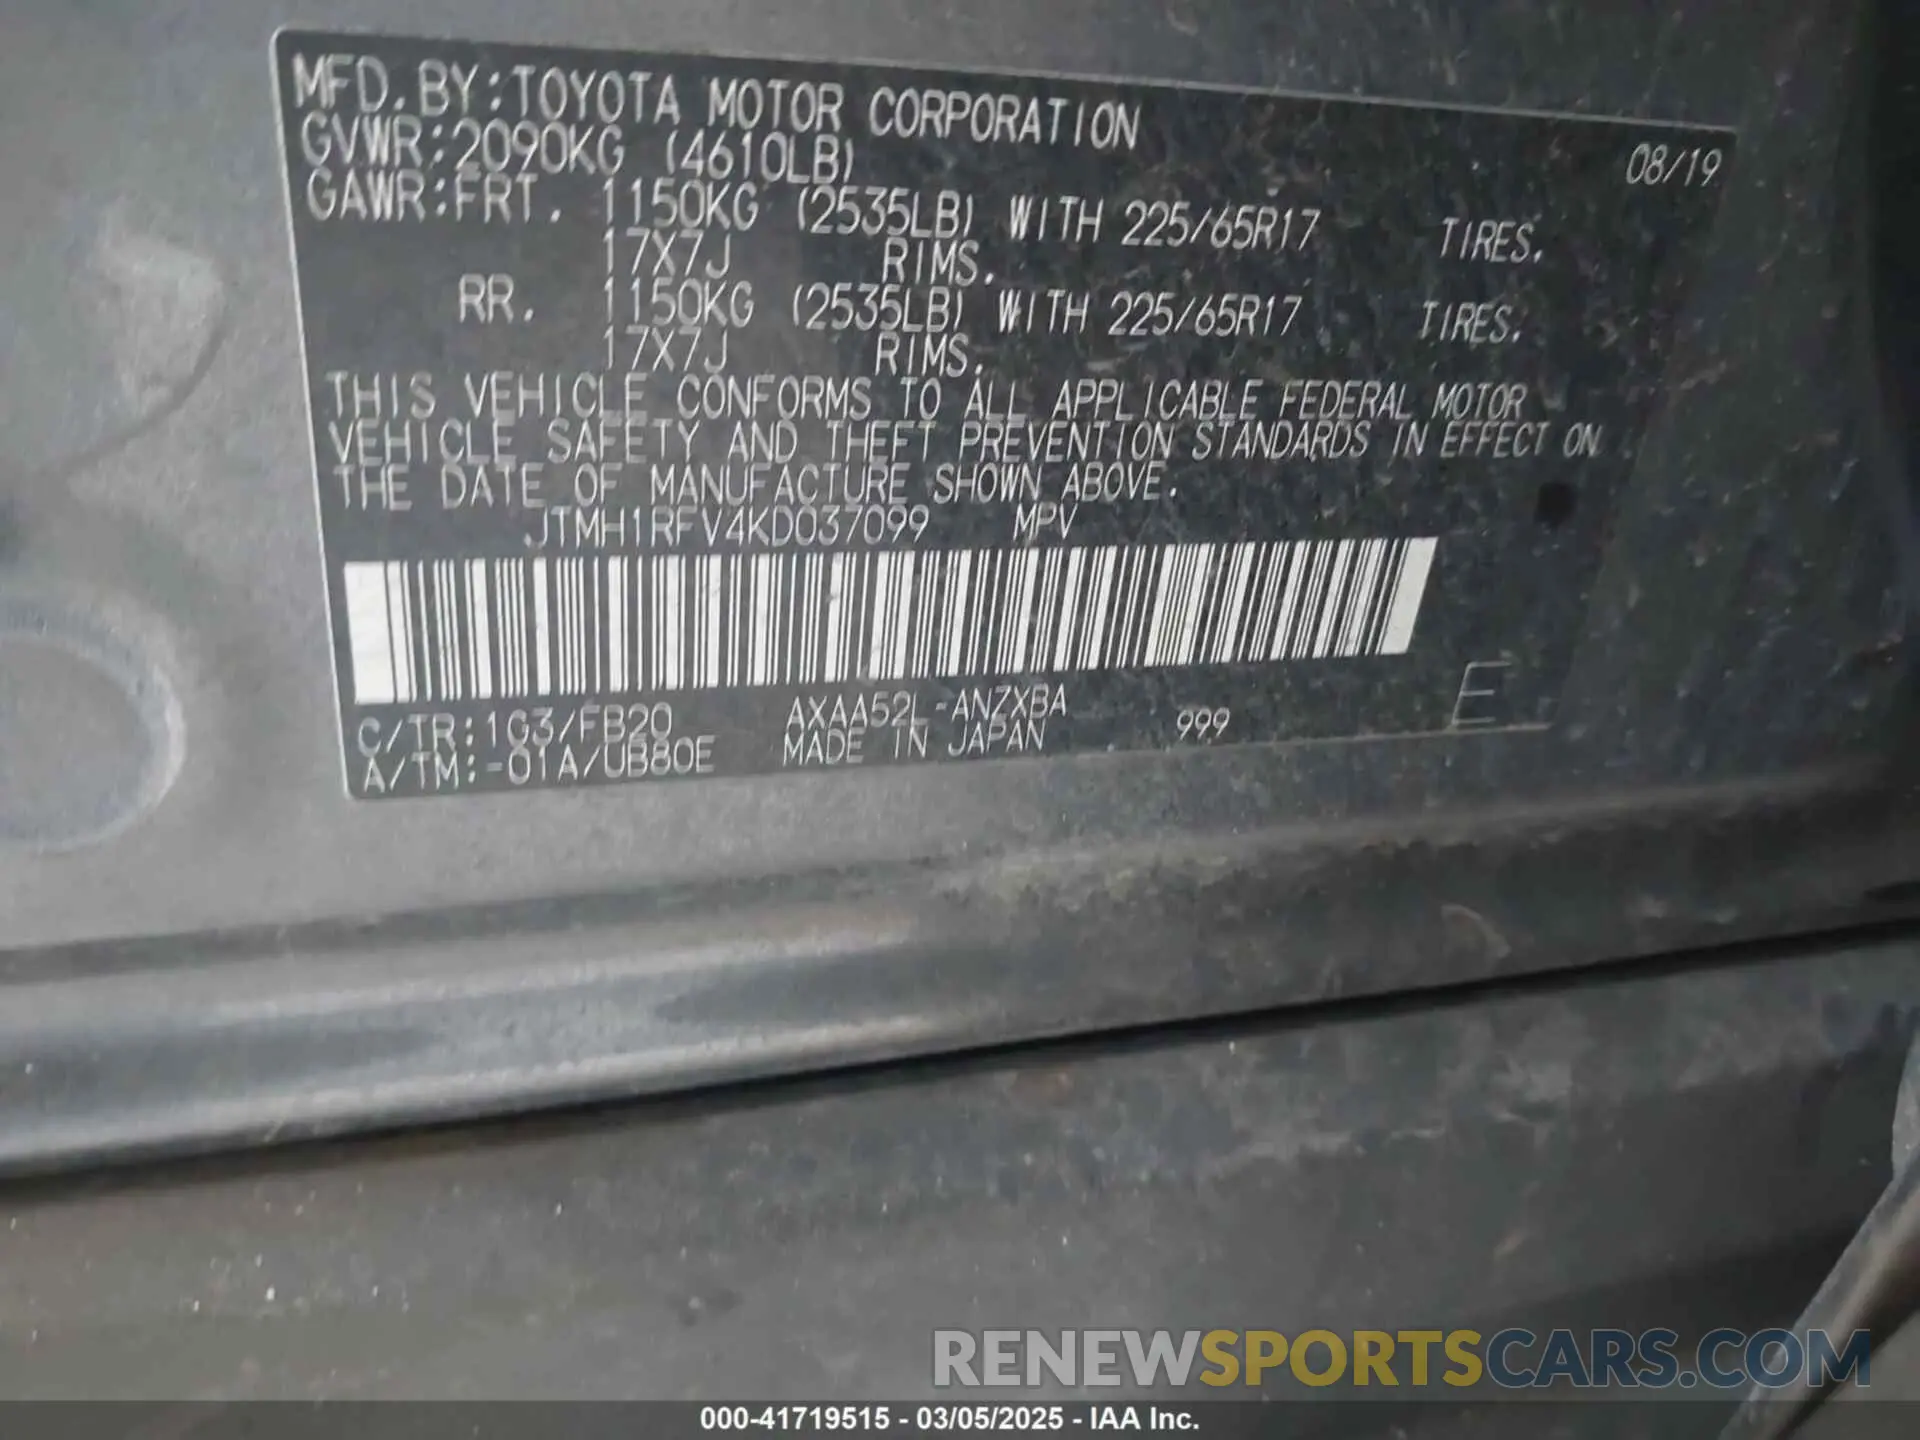 MFD. BY:TOYOTA MOTOR CORPORATION 08/19
GVWR:2090KG (4610LB)
GAWR:FRT. 1150KG (2535LB) WITH 225/65R17 TIRES.
17X7J RIMS.
RR. 1150KG (2535LB) WITH 225/65R17 TIRES.
17X7J RIMS.
THIS VEHICLE CONFORMS TO ALL APPLICABLE FEDERAL MOTOR
VEHICLE SAFETY AND THEFT PREVENTION STANDARDS IN EFFECT ON
THE DATE OF MANUFACTURE SHOWN ABOVE.
JTMH1RFV4KD037099 MPV
C/TR:1G3/FB20 AXAA52L-ANZXBA 999 E
A/TM:-01A/UB80E MADE IN JAPAN
RENEWSPORTSCARS.COM
000-41719515 - 03/05/2025 - IAA Inc.